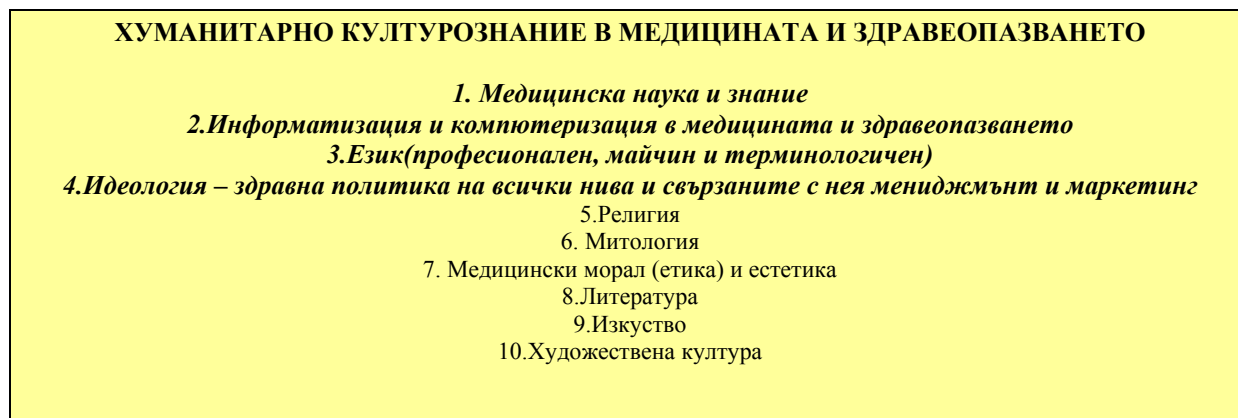 ХУМАНИТАРНО КУЛТУРОЗНАНИЕ В МЕДИЦИНАТА И ЗДРАВЕОПАЗВАНЕТО
1. Медицинска наука и знание
2.Информатизация и компютеризация в медицината и здравеопазването
3.Език(професионален, майчин и терминологичен)
4.Идеология – здравна политика на всички нива и свързаните с нея мениджмънт и маркетинг
5.Религия
6. Митология
7. Медицински морал (етика) и естетика
8.Литература
9.Изкуство
10.Художествена култура